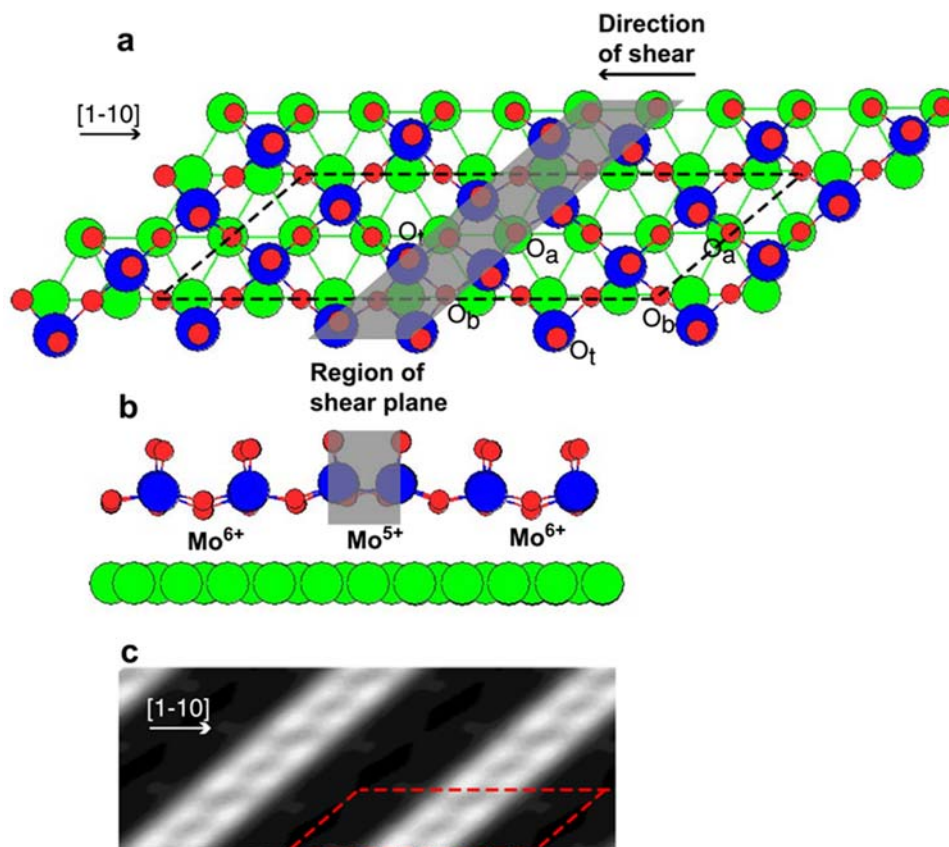 a
Direction
of shear
[1-10]
Ot
Oa
Oa
Ob
Ob
Ot
Region of
shear plane
b
Mo6+ Mo5+ Mo6+
c
[1-10]